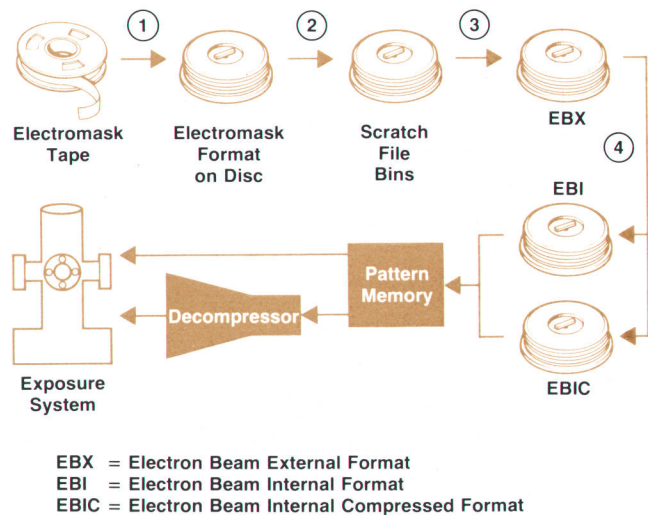 1
2
3
Electromask
Tape
Electromask
Format
on Disc
Scratch
File
Bins
EBX
4
EBI
Pattern
Memory
Decompressor
EBIC
Exposure
System
EBX = Electron Beam External Format
EBI = Electron Beam Internal Format
EBIC = Electron Beam Internal Compressed Format